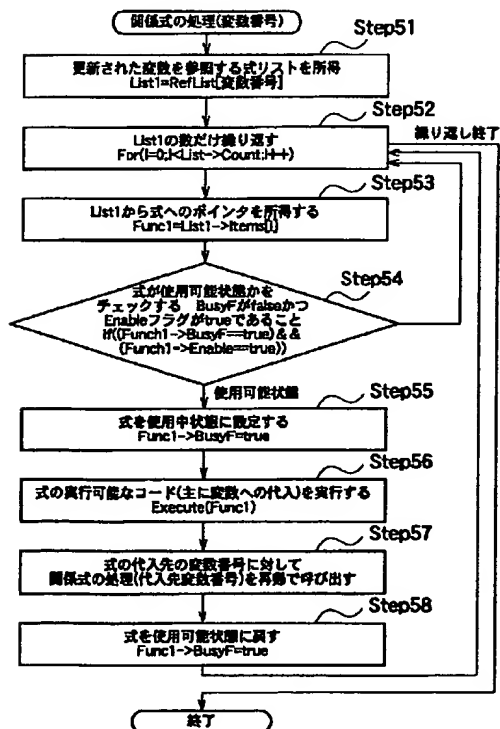 関係式の処理(変数番号)
Step51
更新された変数を参照する式リストを所得
List1=RefList[変数番号]
Step52
List1の数だけ繰り返す
For(I=0;I<List->Count;I++)
繰り返し終了
Step53
List1から式へのポインタを所得する
Func1=List1->Items[I]
Step54
式が使用可能状態かを
チェックする BusyFがfalseかつ
Enableフラグがtrueであること
If((Funch1->BusyF==true)&&
(Funch1->Enable==true))
使用可能状態
Step55
式を使用中状態に設定する
Func1->BusyF=true
Step56
式の実行可能なコード(主に変数への代入)を実行する
Execute(Func1)
Step57
式の代入先の変数番号に対して
関係式の処理(代入先変数番号)を再帰で呼び出す
Step58
式を使用可能状態に戻す
Func1->BusyF=true
終了